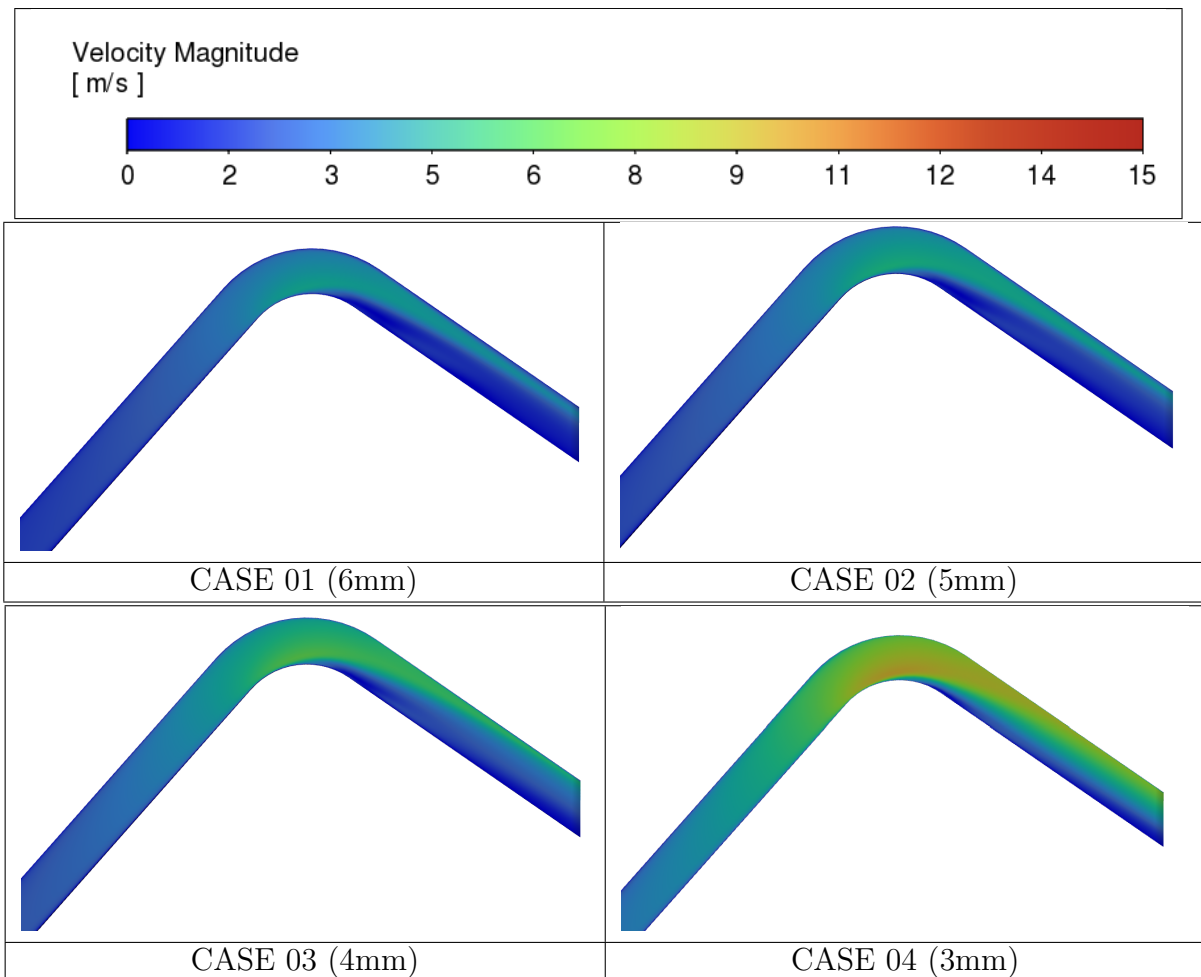 Velocity Magnitude
[ m/s ]
0 2 3 5 6 8 9 11 12 14 15
CASE 01 (6mm) CASE 02 (5mm)
CASE 03 (4mm) CASE 04 (3mm)